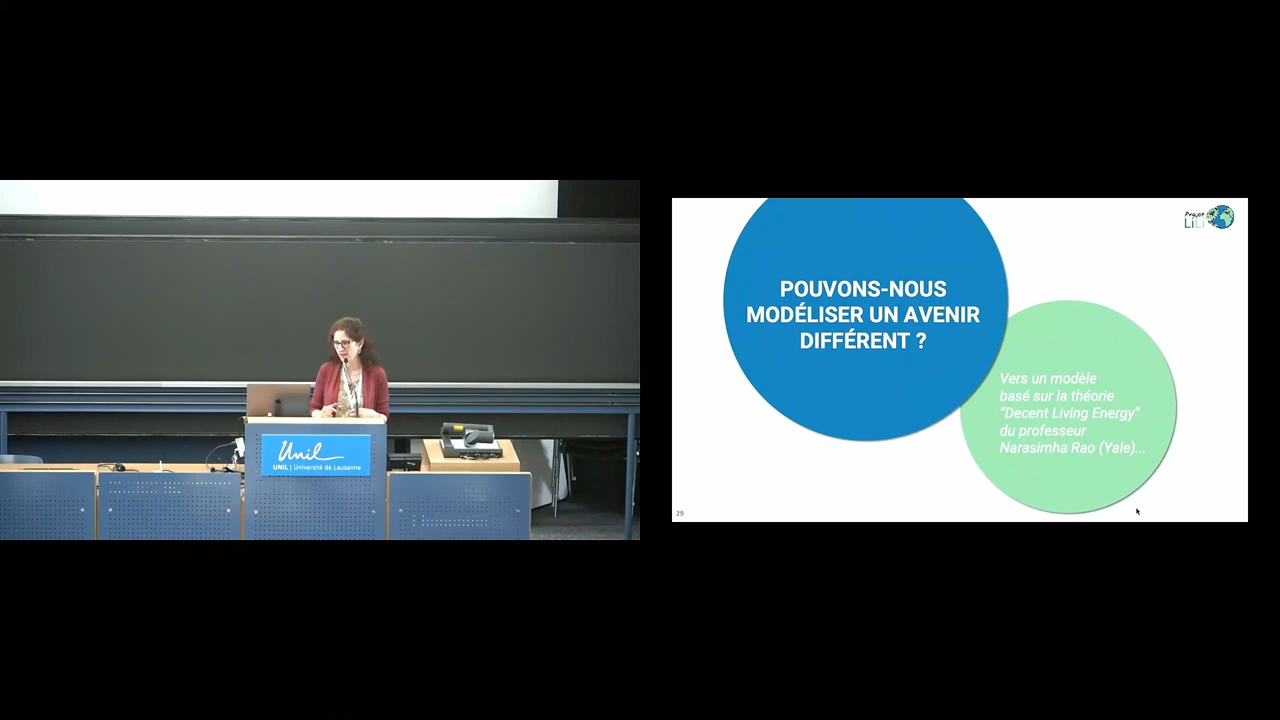 Unil
UNIL | Université de Lausanne
Projet
LiLi
POUVONS-NOUS
MODÉLISER UN AVENIR
DIFFÉRENT ?
Vers un modèle
basé sur la théorie
"Decent Living Energy"
du professeur
Narasimha Rao (Yale)...
29